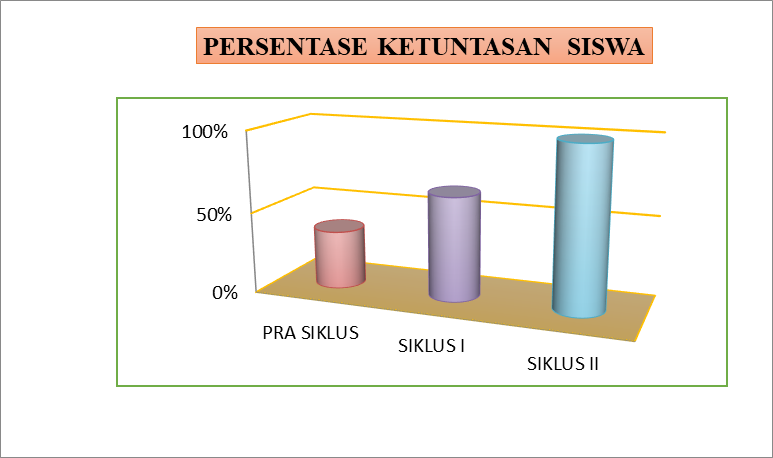 PERSENTASE KETUNTASAN SISWA
100%
50%
0%
PRA SIKLUS
SIKLUS I
SIKLUS II